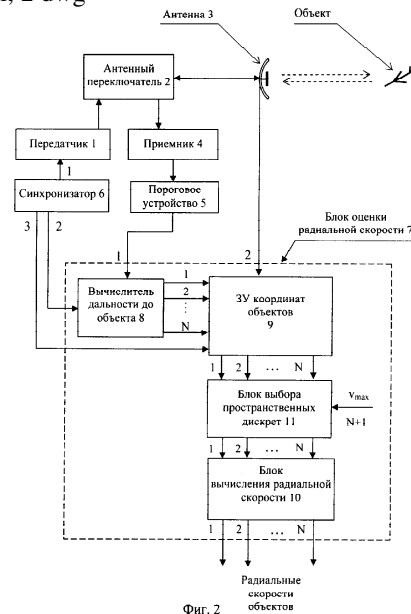 2 dwg
Антенна 3
Объект
Антенный
переключатель 2
Передатчик 1
Приемник 4
1
Синхронизатор 6
Пороговое
устройство 5
3
2
Блок оценки
радиальной скорости 7
1
2
Вычислитель
дальности до
объекта 8
1
2
⋮
N
ЗУ координат
объектов
9
1 2 ... N
Блок выбора
пространственных
дискрет 11
Vmax
N+1
1 2 ... N
Блок
вычисления радиальной
скорости 10
1 2 ... N
Радиальные
скорости
объектов
Фиг. 2